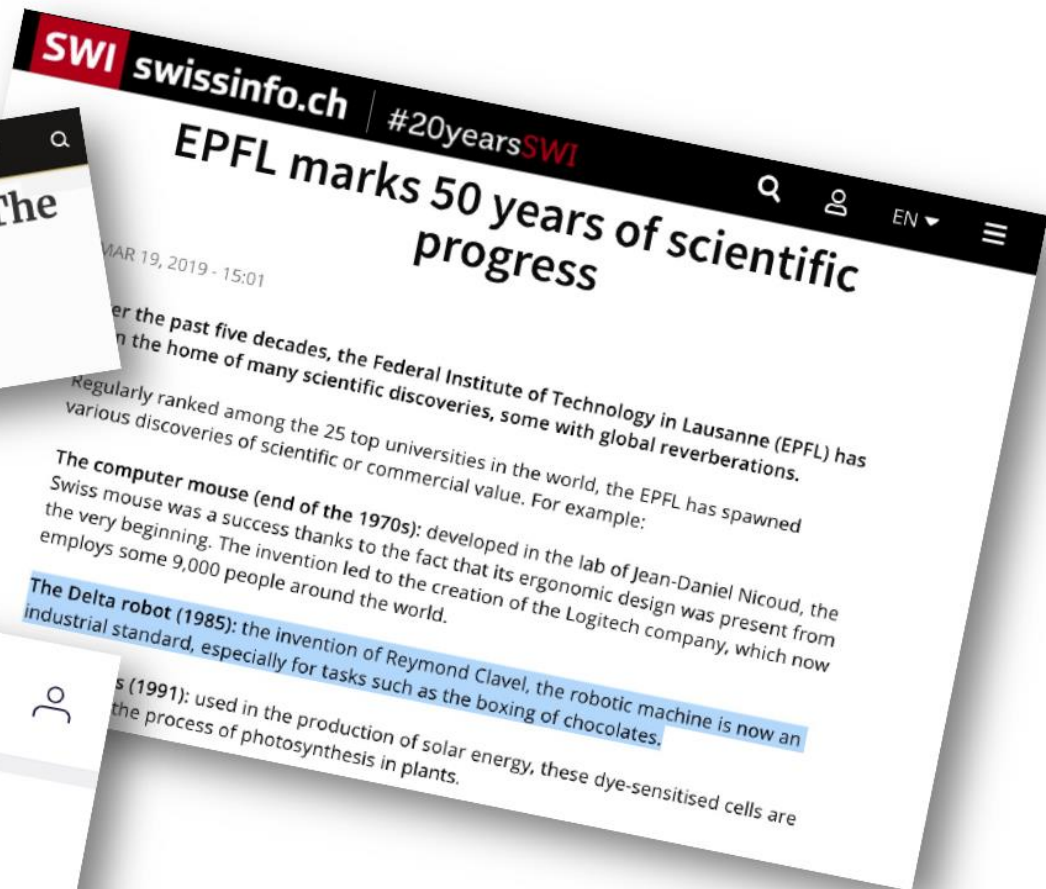 SWI swissinfo.ch #20yearsSWI
EN
The
EPFL marks 50 years of scientific
progress
MAR 19, 2019 - 15:01
er the past five decades, the Federal Institute of Technology in Lausanne (EPFL) has
n the home of many scientific discoveries, some with global reverberations.
Regularly ranked among the 25 top universities in the world, the EPFL has spawned
various discoveries of scientific or commercial value. For example:
The computer mouse (end of the 1970s): developed in the lab of Jean-Daniel Nicoud, the
Swiss mouse was a success thanks to the fact that its ergonomic design was present from
the very beginning. The invention led to the creation of the Logitech company, which now
employs some 9,000 people around the world.
The Delta robot (1985): the invention of Reymond Clavel, the robotic machine is now an
industrial standard, especially for tasks such as the boxing of chocolates.
s (1991): used in the production of solar energy, these dye-sensitised cells are
the process of photosynthesis in plants.